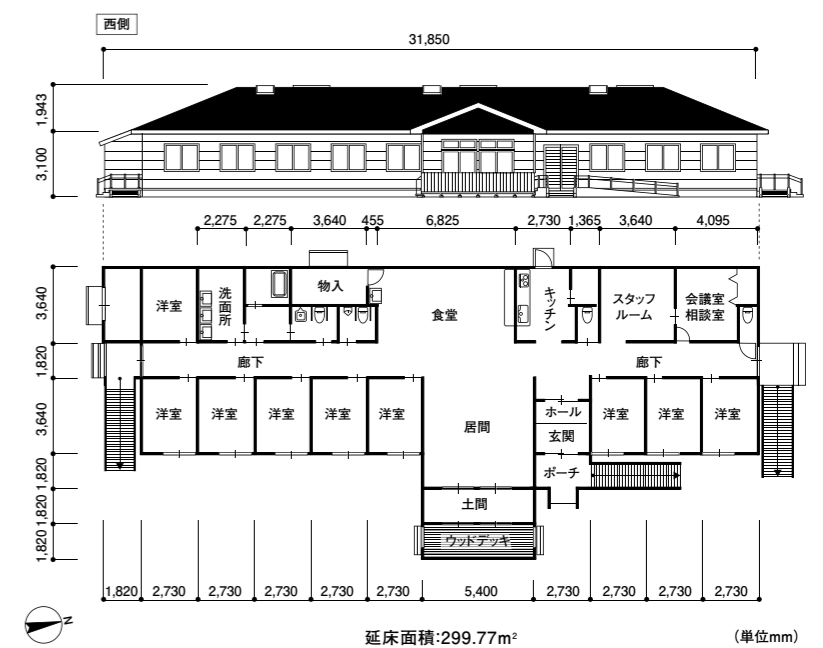 西側
31,850
1,943
3,100
2,275
2,275
3,640
455
6,825
2,730
1,365
3,640
4,095
3,640
1,820
3,640
1,820
1,820
1,820
洋室
洗面所
物入
食堂
キッチン
スタッフ
ルーム
会議室
相談室
廊下
廊下
洋室
洋室
洋室
洋室
洋室
居間
ホール
玄関
洋室
洋室
洋室
ポーチ
土間
ウッドデッキ
1,820
2,730
2,730
2,730
2,730
2,730
5,400
2,730
2,730
2,730
2,730
N
延床面積:299.77m²
（単位mm）